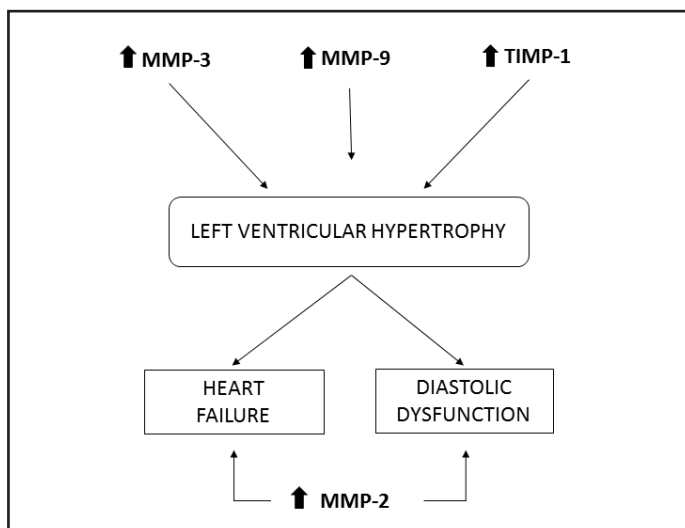 MMP-3 MMP-9 TIMP-1
LEFT VENTRICULAR HYPERTROPHY
HEART
FAILURE
DIASTOLIC
DYSFUNCTION
MMP-2